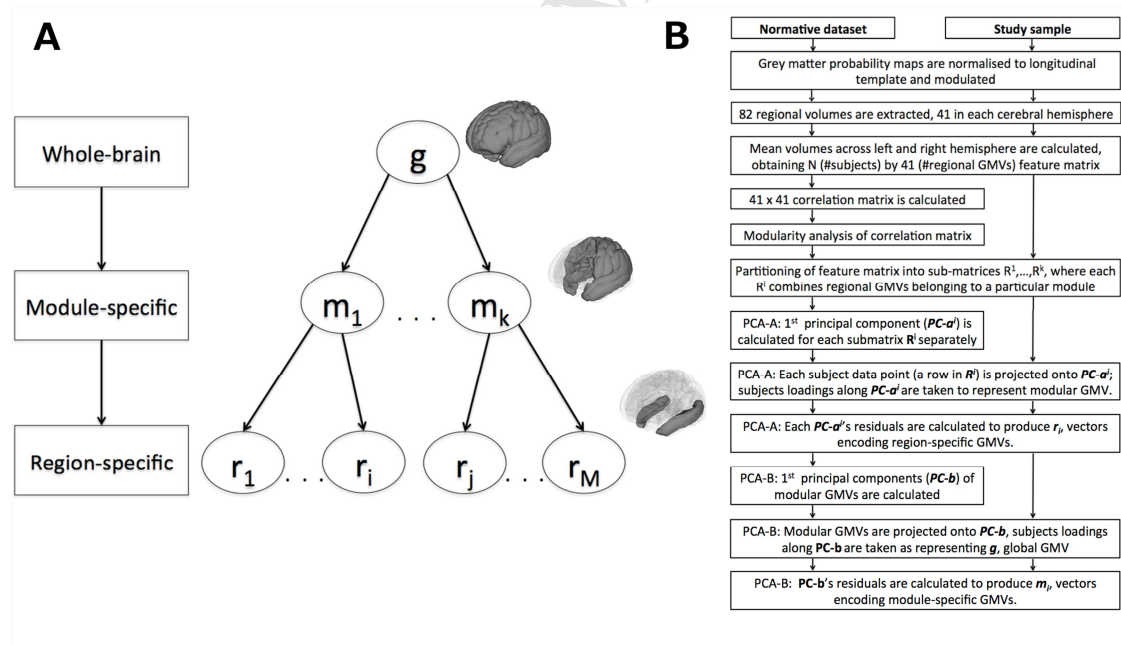 A
Whole-brain
Module-specific
Region-specific
g
m1 . . . mk
r1 . . . ri rj . . . rM
B
Normative dataset
Study sample
Grey matter probability maps are normalised to longitudinal
template and modulated
82 regional volumes are extracted, 41 in each cerebral hemisphere
Mean volumes across left and right hemisphere are calculated,
obtaining N (#subjects) by 41 (#regional GMVs) feature matrix
41 x 41 correlation matrix is calculated
Modularity analysis of correlation matrix
Partitioning of feature matrix into sub-matrices R¹,…,Rᵏ, where each
Rⁱ combines regional GMVs belonging to a particular module
PCA-A: 1st principal component (PC-aⁱ) is
calculated for each submatrix Rⁱ separately
PCA-A: Each subject data point (a row in Rⁱ) is projected onto PC-aⁱ;
subjects loadings along PC-aⁱ are taken to represent modular GMV.
PCA-A: Each PC-aⁱ's residuals are calculated to produce rᵢ, vectors
encoding region-specific GMVs.
PCA-B: 1st principal components (PC-b) of
modular GMVs are calculated
PCA-B: Modular GMVs are projected onto PC-b, subjects loadings
along PC-b are taken as representing g, global GMV
PCA-B: PC-b's residuals are calculated to produce mᵢ, vectors
encoding module-specific GMVs.